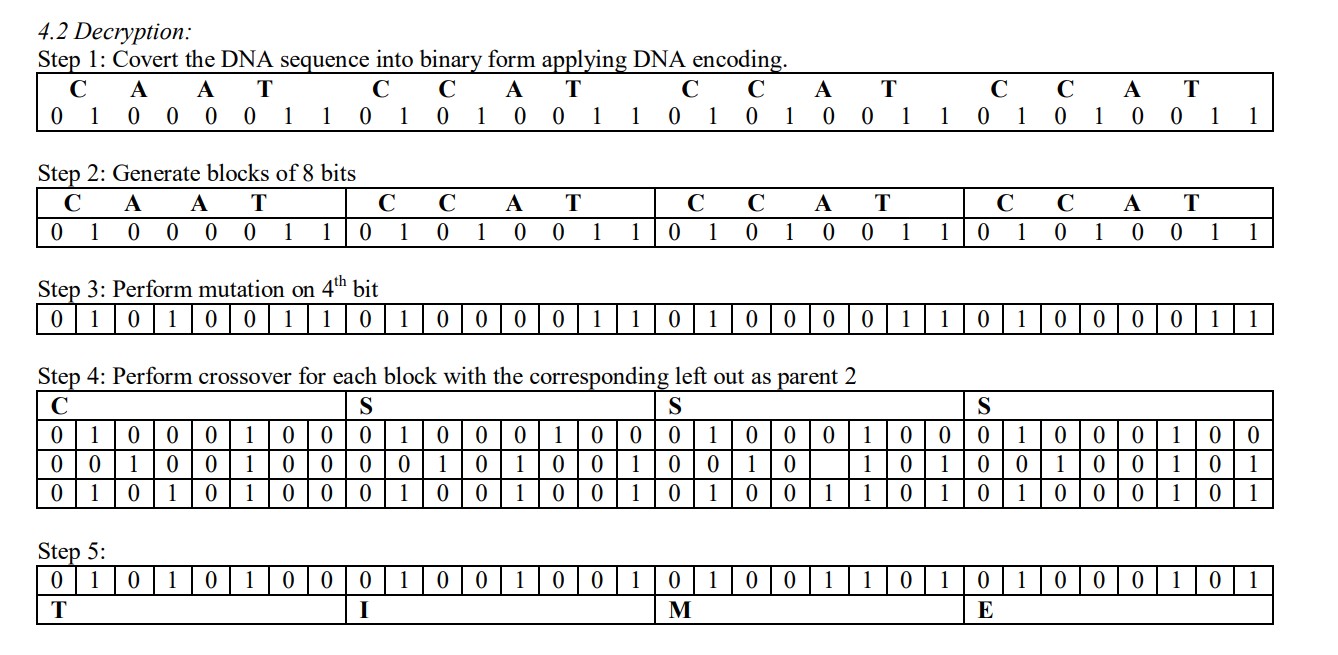 4.2 Decryption:
Step 1: Covert the DNA sequence into binary form applying DNA encoding.
C A A T C C A T C C A T C C A T
0 1 0 0 0 0 1 1 0 1 0 1 0 0 1 1 0 1 0 1 0 0 1 1 0 1 0 1 0 0 1 1
Step 2: Generate blocks of 8 bits
C A A T C C A T C C A T C C A T
0 1 0 0 0 0 1 1 0 1 0 1 0 0 1 1 0 1 0 1 0 0 1 1 0 1 0 1 0 0 1 1
Step 3: Perform mutation on 4th bit
0 1 0 1 0 0 1 1 0 1 0 0 0 0 1 1 0 1 0 0 0 0 1 1 0 1 0 0 0 0 1 1
Step 4: Perform crossover for each block with the corresponding left out as parent 2
C S S S
0 1 0 0 0 1 0 0 0 1 0 0 0 1 0 0 0 1 0 0 0 1 0 0 0 1 0 0 0 1 0 0
0 0 1 0 0 1 0 0 0 0 1 0 1 0 0 1 0 0 1 0 1 0 1 0 0 1 0 0 1 0 1
0 1 0 1 0 1 0 0 0 1 0 0 1 0 0 1 0 1 0 0 1 1 0 1 0 1 0 0 0 1 0 1
Step 5:
0 1 0 1 0 1 0 0 0 1 0 0 1 0 0 1 0 1 0 0 1 1 0 1 0 1 0 0 0 1 0 1
T I M E